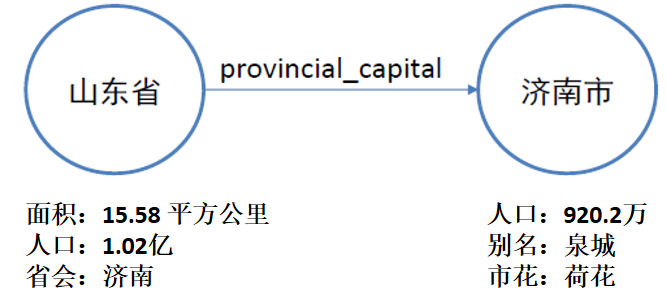 山东省
provincial_capital
济南市
面积：15.58 平方公里
人口：1.02亿
省会：济南
人口：920.2万
别名：泉城
市花：荷花